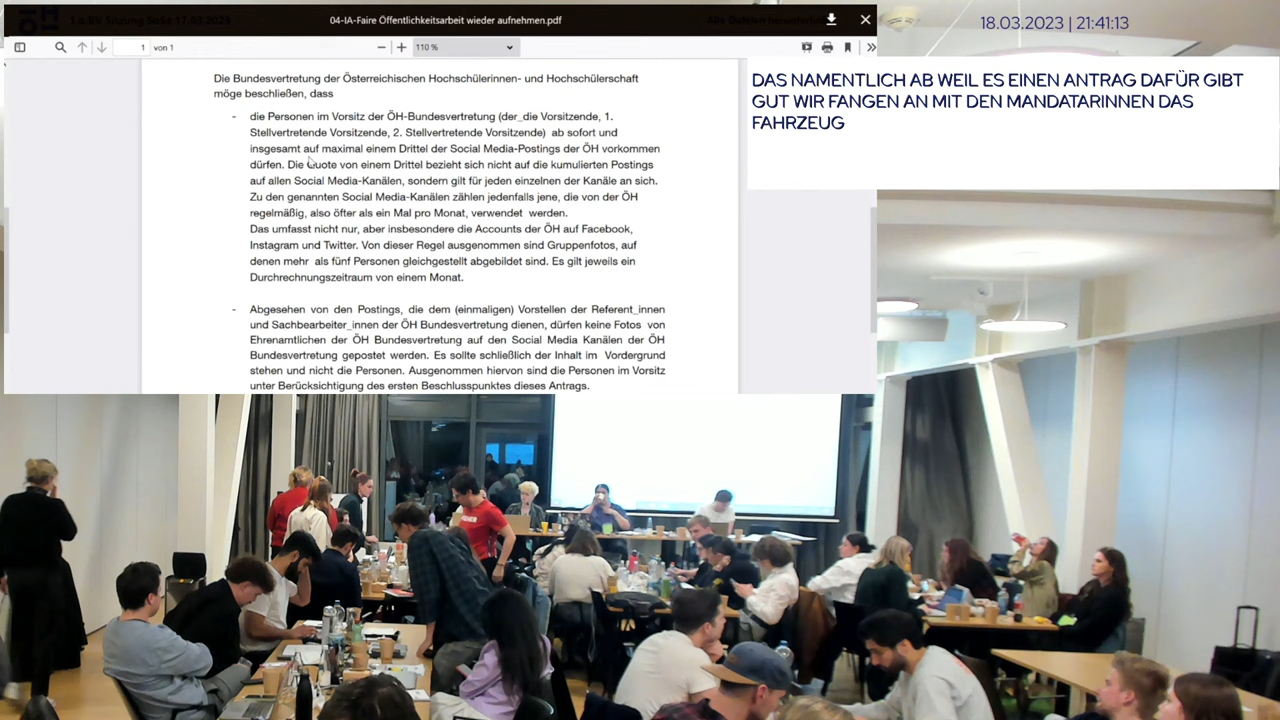 1.o.BV Sitzung SoSe 17.03.2023
04-IA-Faire Öffentlichkeitsarbeit wieder aufnehmen.pdf
Alle Dateien herunterladen
18.03.2023 | 21:41:13
1 von 1
110 %
DAS NAMENTLICH AB WEIL ES EINEN ANTRAG DAFÜR GIBT
GUT WIR FANGEN AN MIT DEN MANDATARINNEN DAS
FAHRZEUG
Die Bundesvertretung der Österreichischen Hochschülerinnen- und Hochschülerschaft
möge beschließen, dass
- die Personen im Vorsitz der ÖH-Bundesvertretung (der_die Vorsitzende, 1.
Stellvertretende Vorsitzende, 2. Stellvertretende Vorsitzende) ab sofort und
insgesamt auf maximal einem Drittel der Social Media-Postings der ÖH vorkommen
dürfen. Die Quote von einem Drittel bezieht sich nicht auf die kumulierten Postings
auf allen Social Media-Kanälen, sondern gilt für jeden einzelnen der Kanäle an sich.
Zu den genannten Social Media-Kanälen zählen jedenfalls jene, die von der ÖH
regelmäßig, also öfter als ein Mal pro Monat, verwendet werden.
Das umfasst nicht nur, aber insbesondere die Accounts der ÖH auf Facebook,
Instagram und Twitter. Von dieser Regel ausgenommen sind Gruppenfotos, auf
denen mehr als fünf Personen gleichgestellt abgebildet sind. Es gilt jeweils ein
Durchrechnungszeitraum von einem Monat.
- Abgesehen von den Postings, die dem (einmaligen) Vorstellen der Referent_innen
und Sachbearbeiter_innen der ÖH Bundesvertretung dienen, dürfen keine Fotos von
Ehrenamtlichen der ÖH Bundesvertretung auf den Social Media Kanälen der ÖH
Bundesvertretung gepostet werden. Es sollte schließlich der Inhalt im Vordergrund
stehen und nicht die Personen. Ausgenommen hiervon sind die Personen im Vorsitz
unter Berücksichtigung des ersten Beschlusspunktes dieses Antrags.